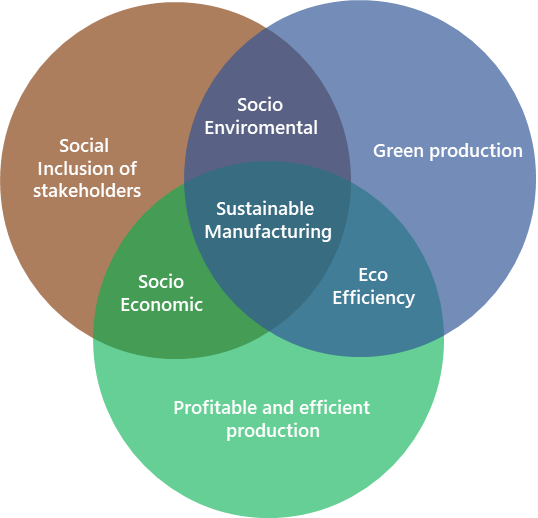 Socio
Enviromental
Social
Inclusion of
stakeholders
Green production
Sustainable
Manufacturing
Socio
Economic
Eco
Efficiency
Profitable and efficient
production